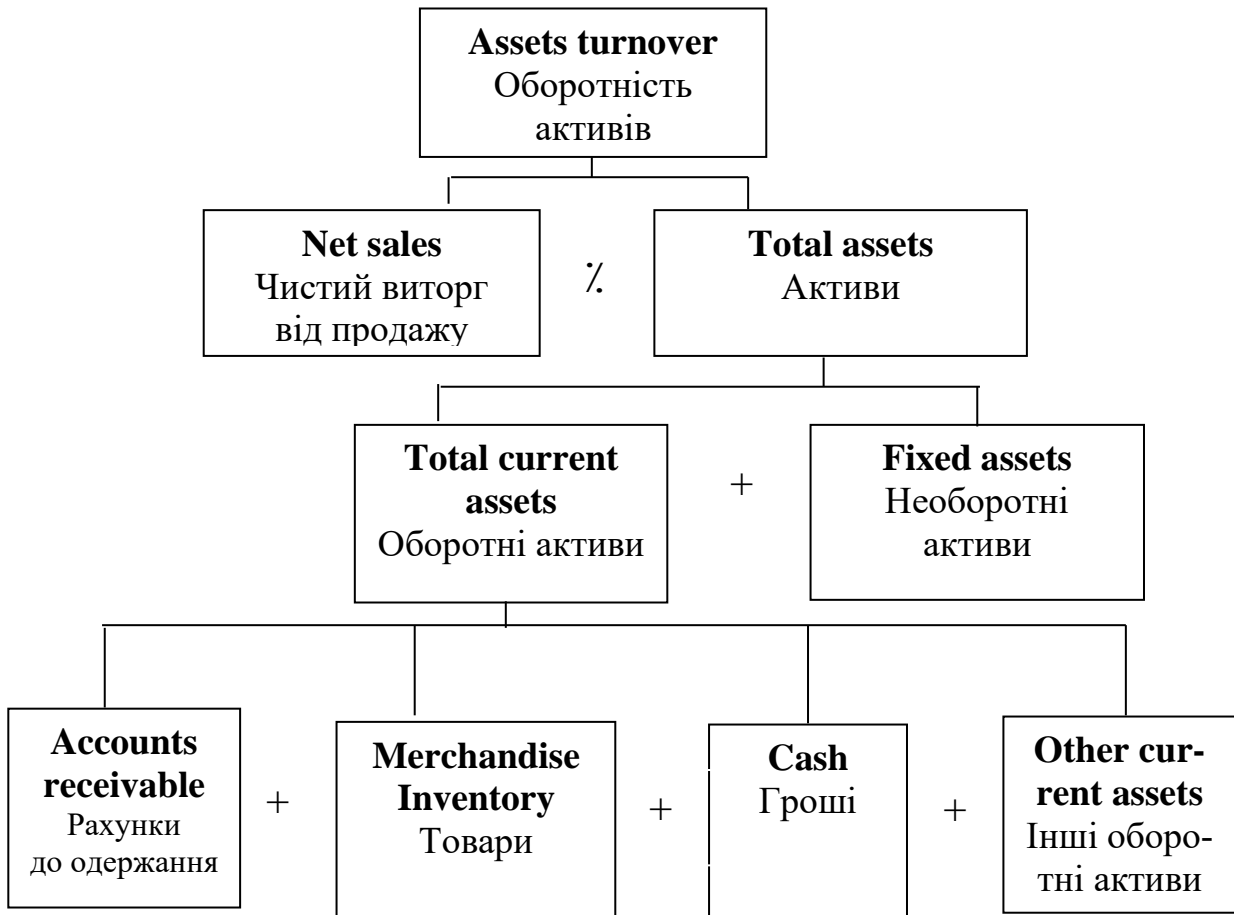 Assets turnover
Оборотність
активів
Net sales
Чистий виторг
від продажу
٪
Total assets
Активи
Total current
assets
Оборотні активи
+
Fixed assets
Необоротні
активи
Accounts
receivable
Рахунки
до одержання
+
Merchandise
Inventory
Товари
+
Cash
Гроші
+
Other cur-
rent assets
Інші оборо-
тні активи